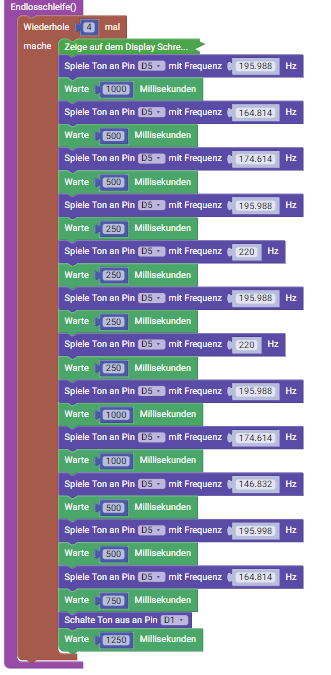 Endlosschleife()
Wiederhole 4 mal
mache Zeige auf dem Display Schre...
Spiele Ton an Pin D5 mit Frequenz 195.988 Hz
Warte 1000 Millisekunden
Spiele Ton an Pin D5 mit Frequenz 164.814 Hz
Warte 500 Millisekunden
Spiele Ton an Pin D5 mit Frequenz 174.614 Hz
Warte 500 Millisekunden
Spiele Ton an Pin D5 mit Frequenz 195.988 Hz
Warte 250 Millisekunden
Spiele Ton an Pin D5 mit Frequenz 220 Hz
Warte 250 Millisekunden
Spiele Ton an Pin D5 mit Frequenz 195.988 Hz
Warte 250 Millisekunden
Spiele Ton an Pin D5 mit Frequenz 220 Hz
Warte 250 Millisekunden
Spiele Ton an Pin D5 mit Frequenz 195.988 Hz
Warte 1000 Millisekunden
Spiele Ton an Pin D5 mit Frequenz 174.614 Hz
Warte 1000 Millisekunden
Spiele Ton an Pin D5 mit Frequenz 146.832 Hz
Warte 500 Millisekunden
Spiele Ton an Pin D5 mit Frequenz 195.998 Hz
Warte 500 Millisekunden
Spiele Ton an Pin D5 mit Frequenz 164.814 Hz
Warte 750 Millisekunden
Schalte Ton aus an Pin D1
Warte 1250 Millisekunden